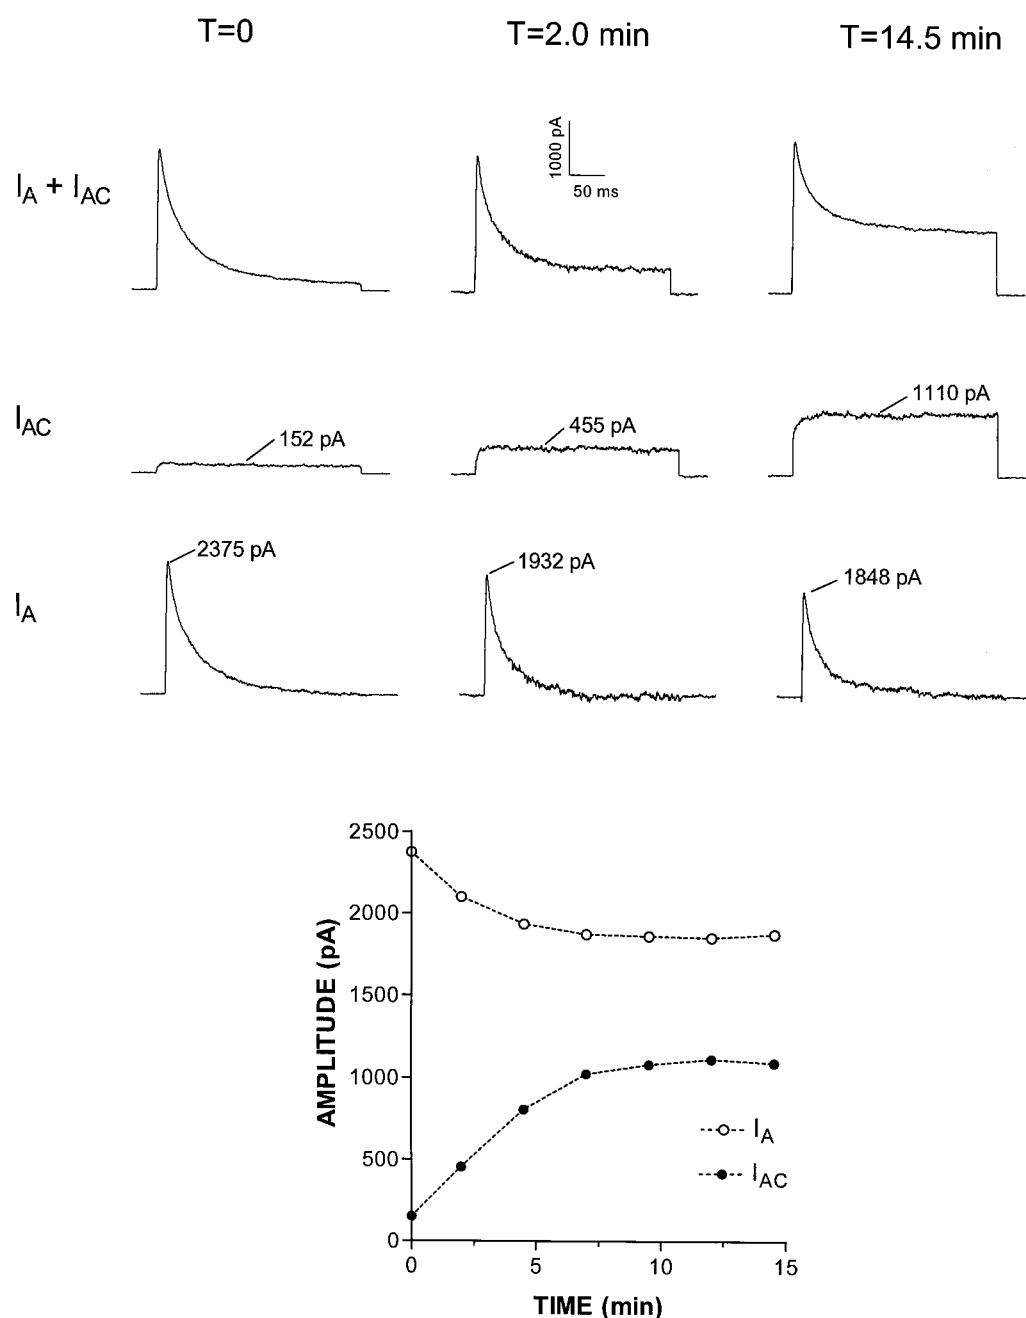 T=0 T=2.0 min T=14.5 min
I_A + I_AC
1000 pA
50 ms
I_AC
152 pA
455 pA
1110 pA
I_A
2375 pA
1932 pA
1848 pA
AMPLITUDE (pA)
2500
2000
1500
1000
500
0
I_A
I_AC
0 5 10 15
TIME (min)